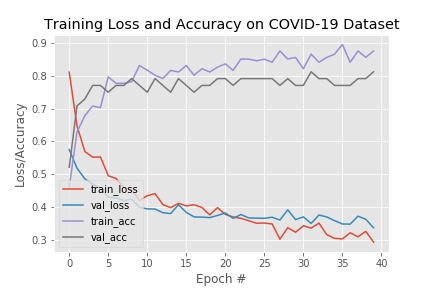 Training Loss and Accuracy on COVID-19 Dataset
0.9
0.8
0.7
0.6
0.5
0.4
0.3
Loss/Accuracy
train_loss
val_loss
train_acc
val_acc
0 5 10 15 20 25 30 35 40
Epoch #